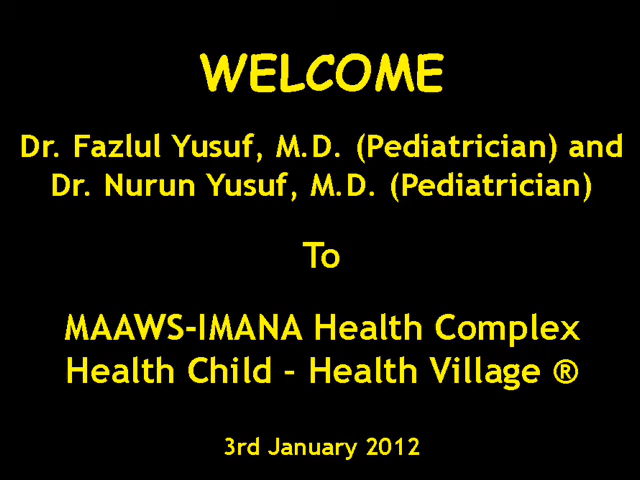 WELCOME
Dr. Fazlul Yusuf, M.D. (Pediatrician) and
Dr. Nurun Yusuf, M.D. (Pediatrician)
To
MAAWS-IMANA Health Complex
Health Child – Health Village ®
3rd January 2012